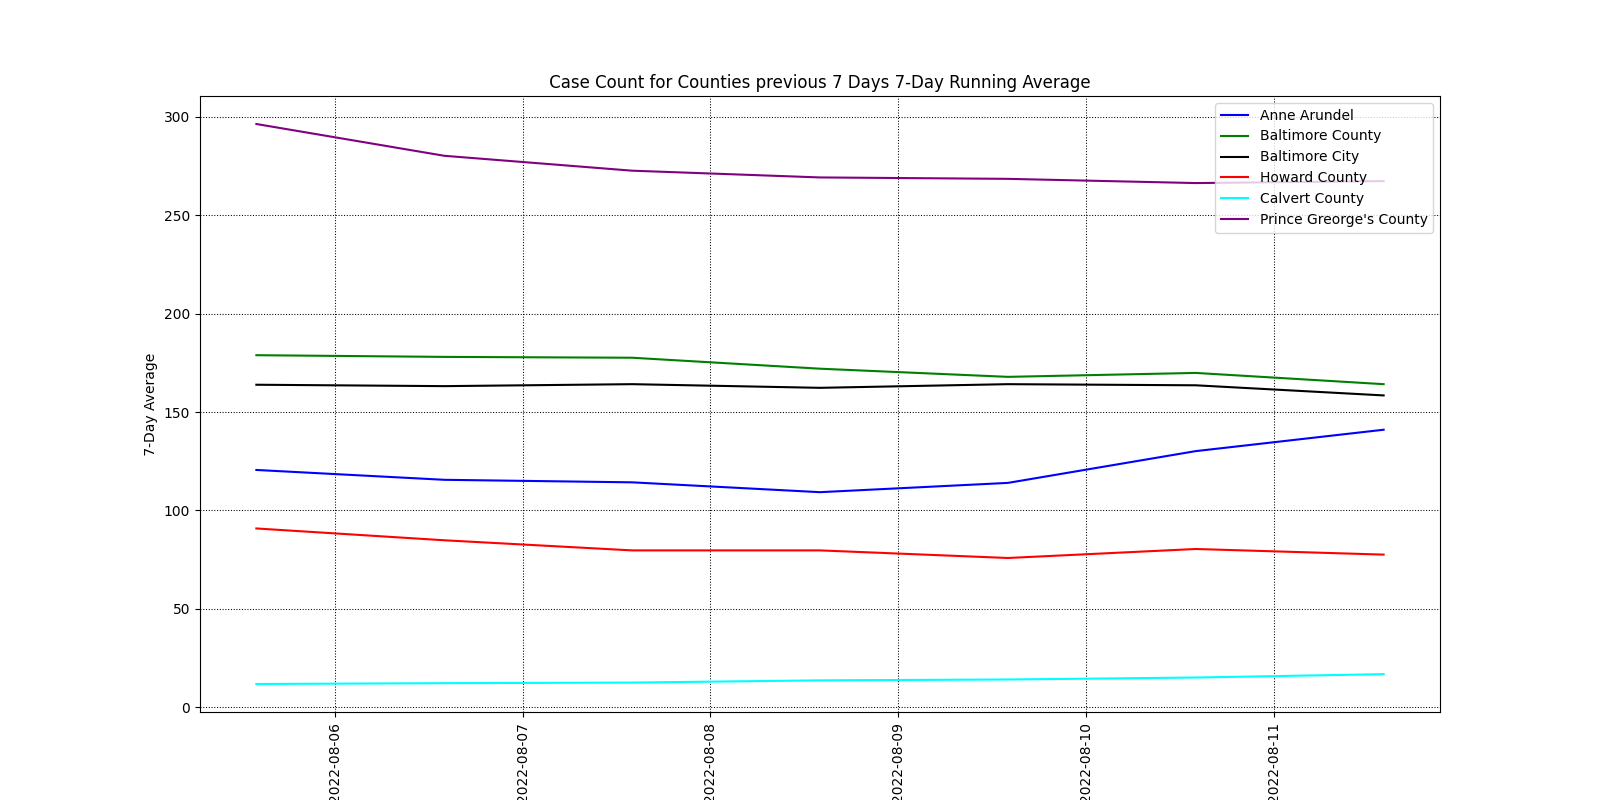 Case Count for Counties previous 7 Days 7-Day Running Average
Anne Arundel
Baltimore County
Baltimore City
Howard County
Calvert County
Prince Greorge's County
7-Day Average
300
250
200
150
100
50
0
2022-08-06
2022-08-07
2022-08-08
2022-08-09
2022-08-10
2022-08-11